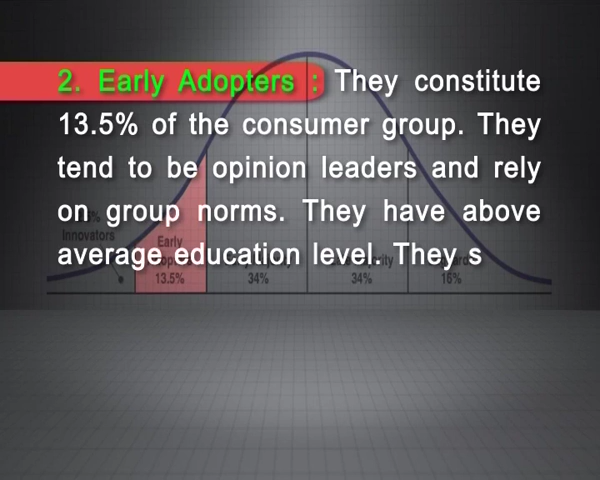 2. Early Adopters : They constitute
13.5% of the consumer group. They
tend to be opinion leaders and rely
on group norms. They have above
average education level. They s
Innovators
Early
13.5%
34%
34%
16%